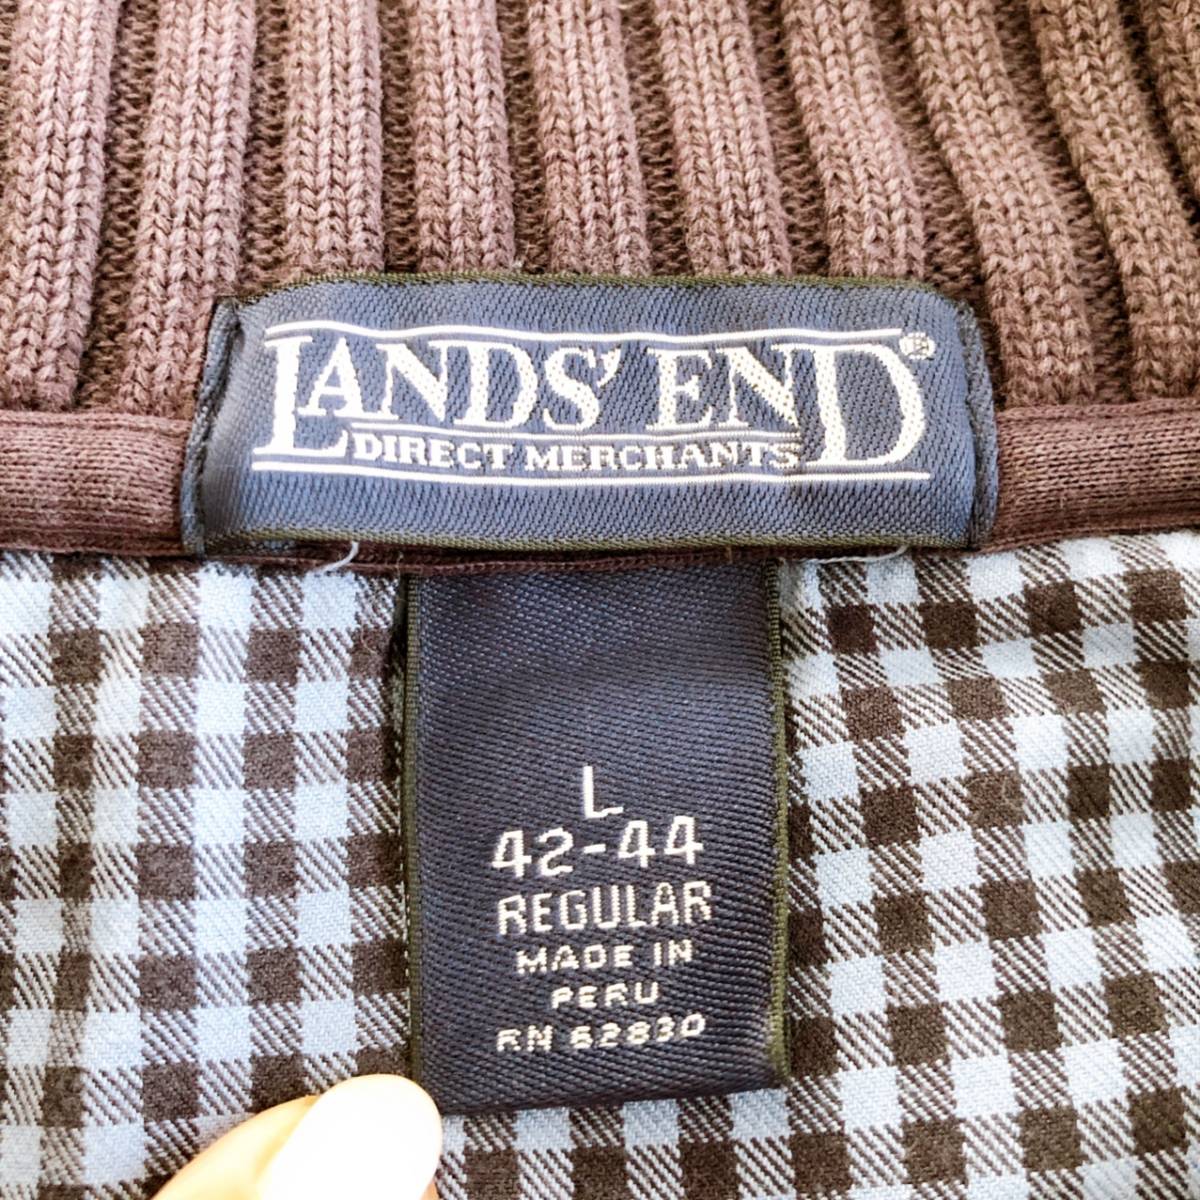 LANDS' END®
DIRECT MERCHANTS
L
42-44
REGULAR
MADE IN
PERU
RN 62830